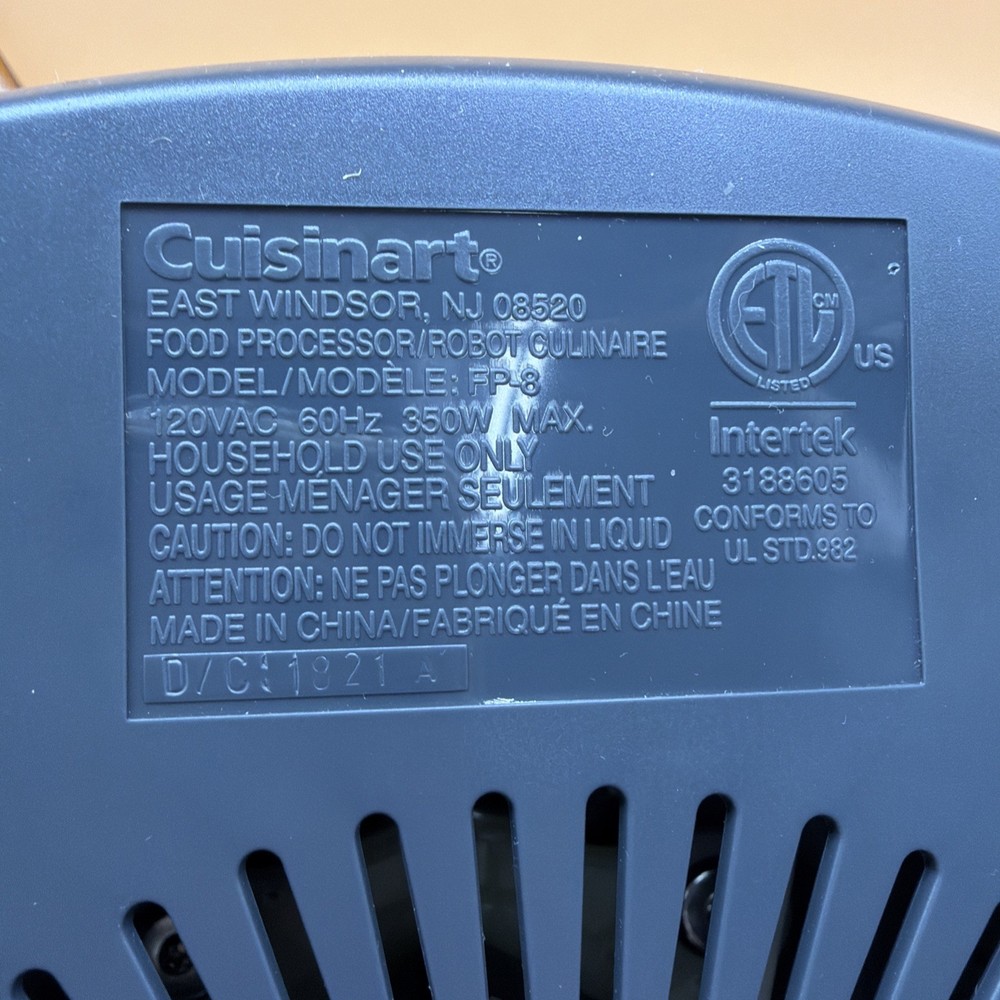 Cuisinart®
EAST WINDSOR, NJ 08520
FOOD PROCESSOR/ROBOT CULINAIRE
MODEL/MODÈLE: FP-8
120VAC 60Hz 350W MAX.
HOUSEHOLD USE ONLY
USAGE MÉNAGER SEULEMENT
CAUTION: DO NOT IMMERSE IN LIQUID
ATTENTION: NE PAS PLONGER DANS L'EAU
MADE IN CHINA/FABRIQUÉ EN CHINE
D/C: 1821 A
ETL CM
LISTED
US
Intertek
3188605
CONFORMS TO
UL STD.982